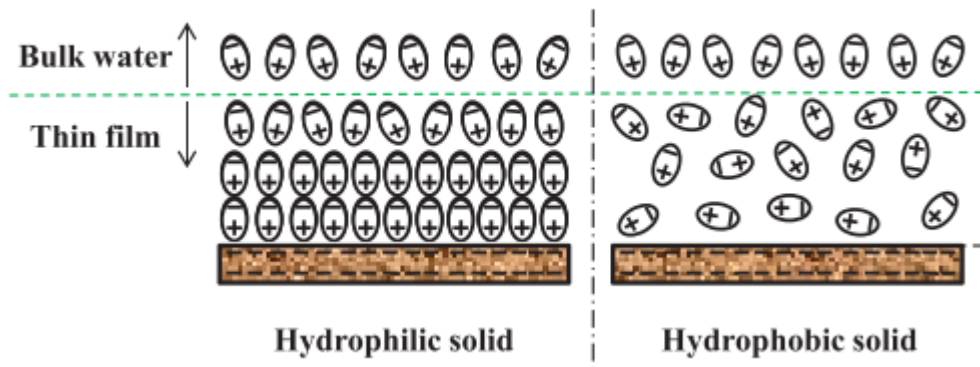 Bulk water
Thin film
Hydrophilic solid
Hydrophobic solid